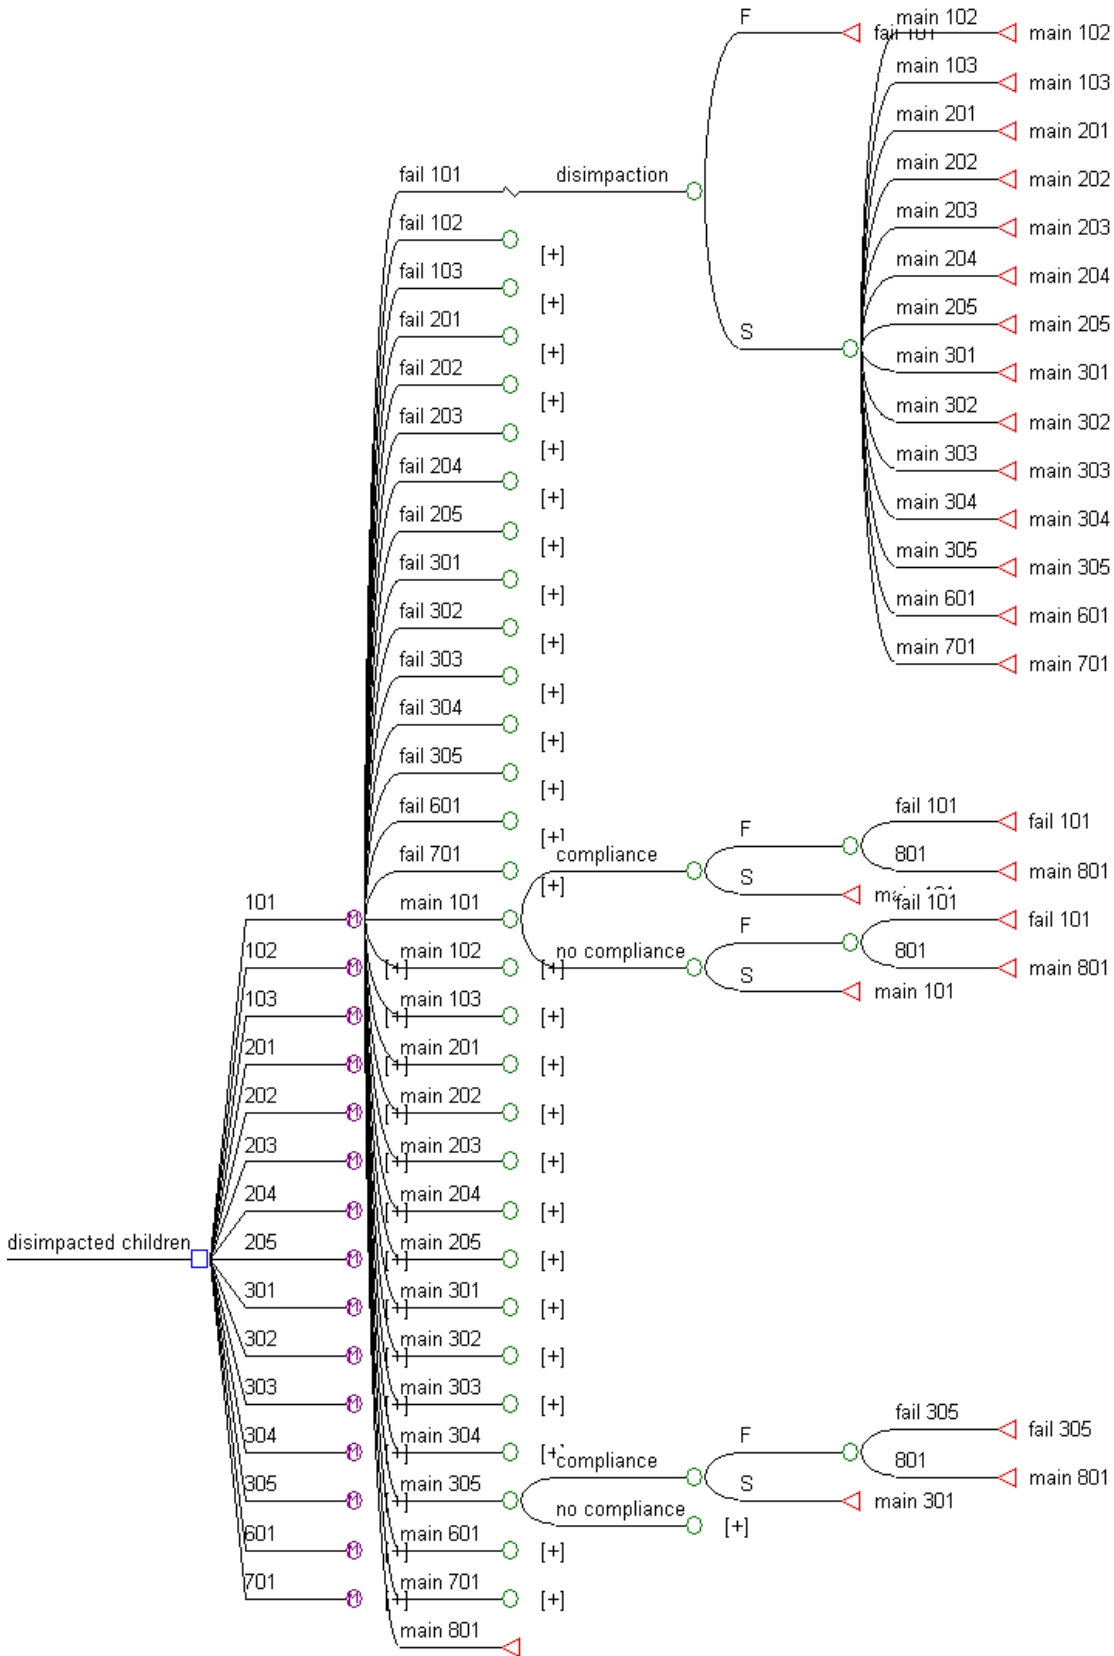 F
fail 101
main 102
main 102
main 103
main 103
main 201
main 201
main 202
main 202
main 203
main 203
main 204
main 204
main 205
main 205
main 301
main 301
main 302
main 302
main 303
main 303
main 304
main 304
main 305
main 305
main 601
main 601
main 701
main 701
S
fail 101
disimpaction
fail 102
[+]
fail 103
[+]
fail 201
[+]
fail 202
[+]
fail 203
[+]
fail 204
[+]
fail 205
[+]
fail 301
[+]
fail 302
[+]
fail 303
[+]
fail 304
[+]
fail 305
[+]
fail 601
[+]
fail 701
[+]
main 101
compliance
F
fail 101
fail 101
801
main 801
S
main 101
no compliance
F
fail 101
fail 101
801
main 801
S
main 101
main 102
[+]
main 103
[+]
main 201
[+]
main 202
[+]
main 203
[+]
main 204
[+]
main 205
[+]
main 301
[+]
main 302
[+]
main 303
[+]
main 304
[+]
main 305
compliance
F
fail 305
fail 305
801
main 801
S
main 301
no compliance
[+]
main 601
[+]
main 701
[+]
main 801
disimpacted children
101
M
102
M
[+]
103
M
[+]
201
M
[+]
202
M
[+]
203
M
[+]
204
M
[+]
205
M
[+]
301
M
[+]
302
M
[+]
303
M
[+]
304
M
[+]
305
M
[+]
601
M
[+]
701
M
[+]